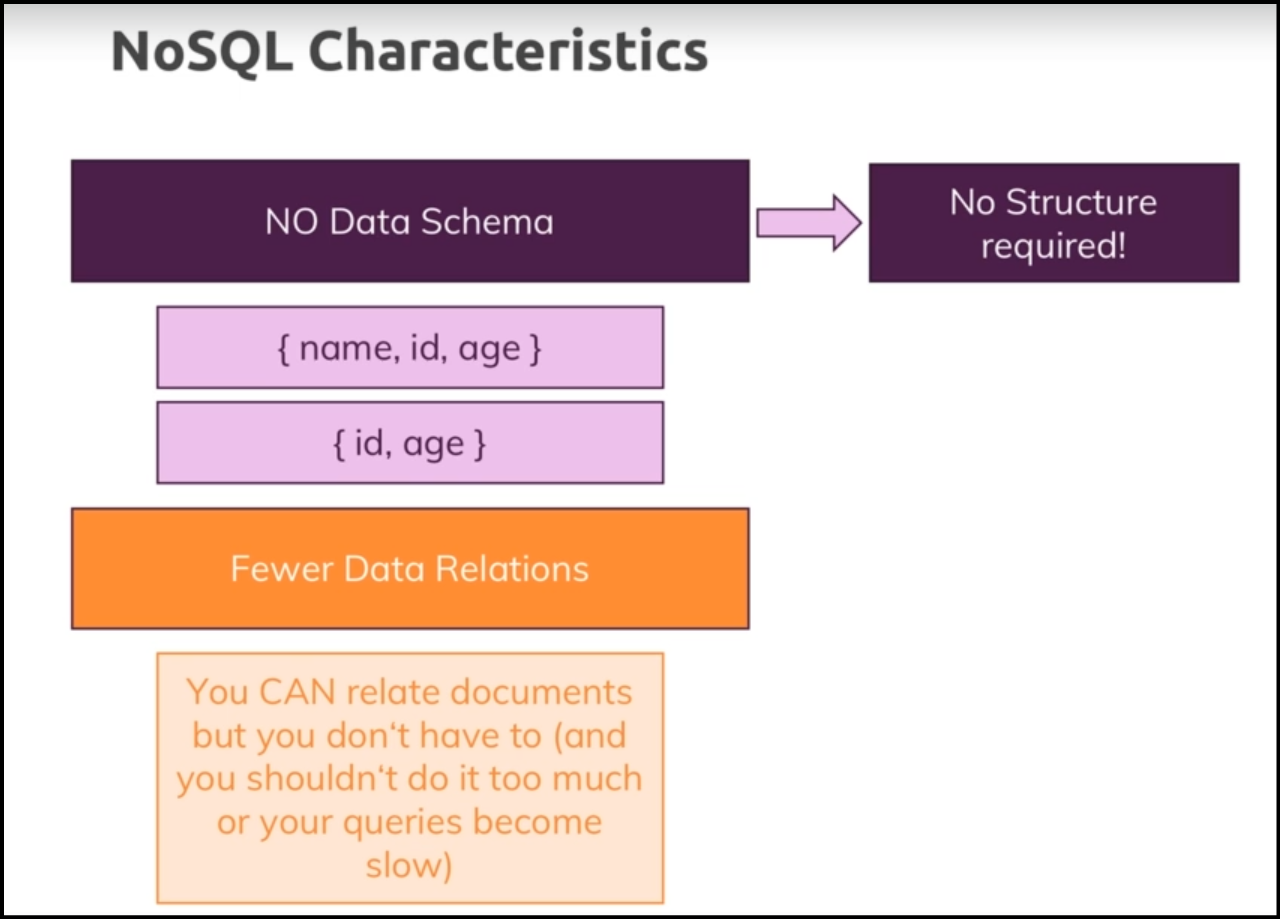 NoSQL Characteristics
NO Data Schema
No Structure
required!
{ name, id, age }
{ id, age }
Fewer Data Relations
You CAN relate documents
but you don‘t have to (and
you shouldn‘t do it too much
or your queries become
slow)